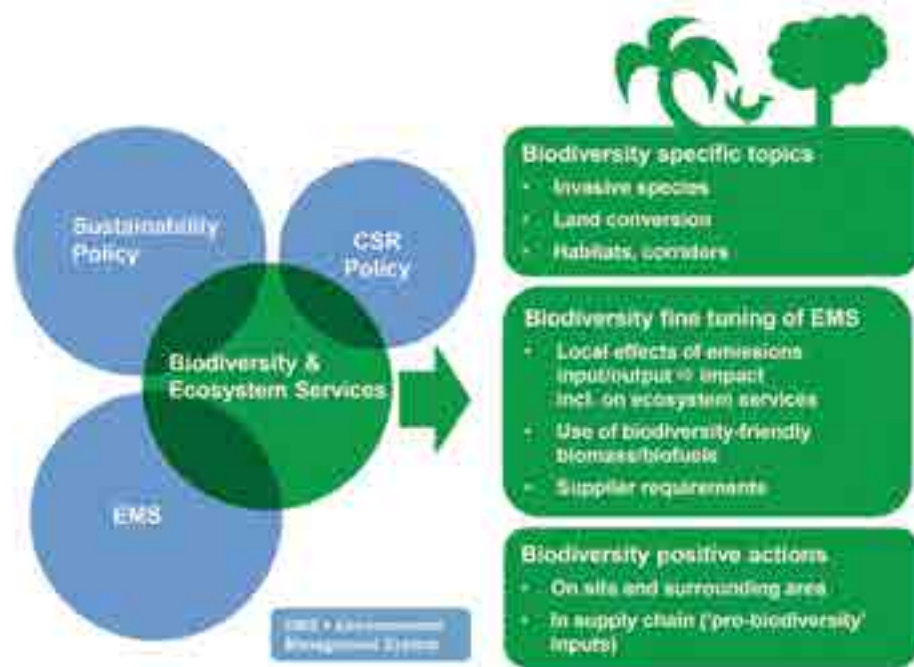 Sustainability
Policy
CSR
Policy
Biodiversity &
Ecosystem Services
EMS
EMS = Environmental
Management System
Biodiversity specific topics
• Invasive species
• Land conversion
• Habitats, corridors
Biodiversity fine tuning of EMS
• Local effects of emissions
input/output ⇨ impact
incl. on ecosystem services
• Use of biodiversity-friendly
biomass/biofuels
• Supplier requirements
Biodiversity positive actions
• On site and surrounding area
• In supply chain ('pro-biodiversity'
inputs)